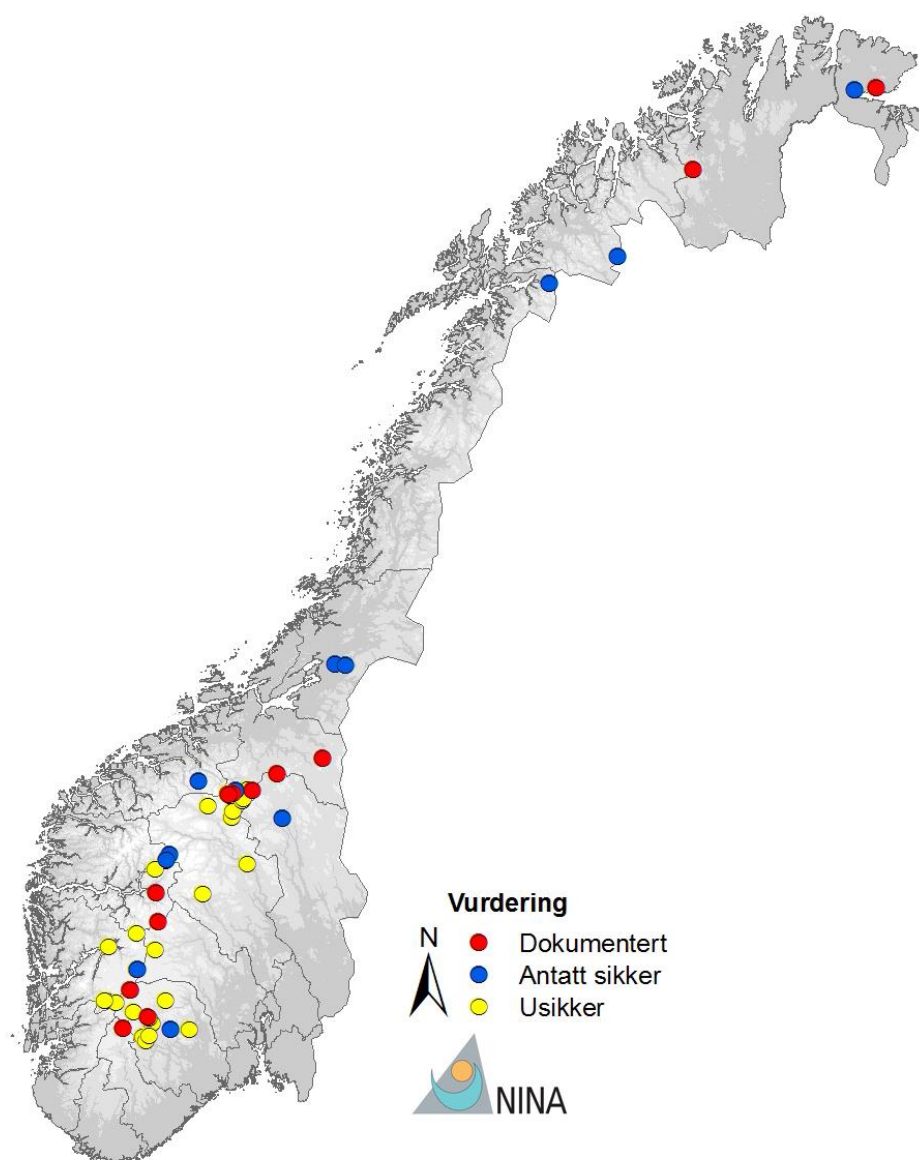 Vurdering
N
Dokumentert
Antatt sikker
Usikker
NINA